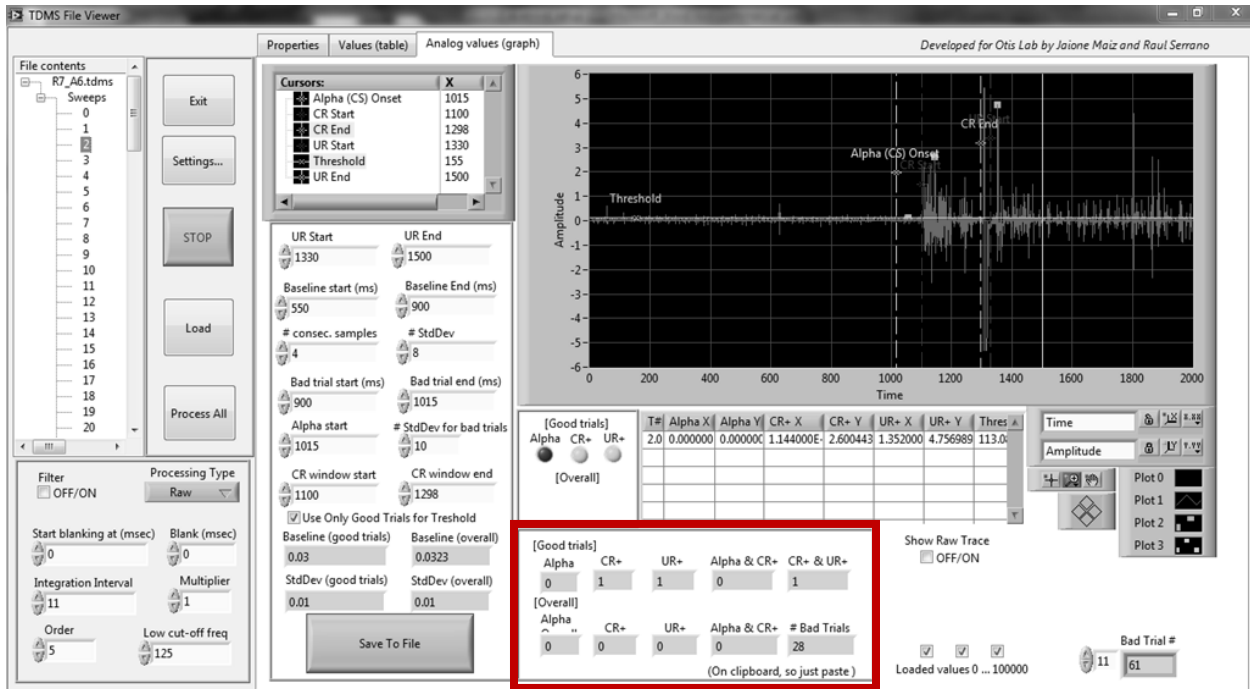 TDMS File Viewer
Properties
Values (table)
Analog values (graph)
Developed for Otis Lab by Jaione Maiz and Raul Serrano
File contents
R7_A6.tdms
Sweeps
0
1
2
3
4
5
6
7
8
9
10
11
12
13
14
15
16
17
18
19
20
Exit
Settings...
STOP
Load
Process All
Cursors: X
Alpha (CS) Onset 1015
CR Start 1100
CR End 1298
UR Start 1330
Threshold 155
UR End 1500
UR Start UR End
1330 1500
Baseline start (ms) Baseline End (ms)
550 900
# consec. samples # StdDev
4 8
Bad trial start (ms) Bad trial end (ms)
900 1015
Alpha start # StdDev for bad trials
1015 10
CR window start CR window end
1100 1298
Use Only Good Trials for Treshold
Baseline (good trials) Baseline (overall)
0.03 0.0323
StdDev (good trials) StdDev (overall)
0.01 0.01
Save To File
Filter
OFF/ON
Processing Type
Raw
Start blanking at (msec) Blank (msec)
0 0
Integration Interval Multiplier
11 1
Order Low cut-off freq
5 125
Amplitude
6
5
4
3
2
1
0
-1
-2
-3
-4
-5
-6
Threshold
Alpha (CS) Onset
CR Start
CR End
0 200 400 600 800 1000 1200 1400 1600 1800 2000
Time
[Good trials]
Alpha CR+ UR+
[Overall]
T# Alpha X Alpha Y CR+ X CR+ Y UR+ X UR+ Y Thres
2.0 0.000000 0.000000 1.144000E- 2.600443 1.352000 4.756989 113.0
Time
Amplitude
Plot 0
Plot 1
Plot 2
Plot 3
[Good trials]
Alpha CR+ UR+ Alpha & CR+ CR+ & UR+
0 1 1 0 1
[Overall]
Alpha
CR+ UR+ Alpha & CR+ # Bad Trials
0 0 0 0 28
(On clipboard, so just paste )
Show Raw Trace
OFF/ON
Loaded values 0 ... 100000
Bad Trial #
11 61